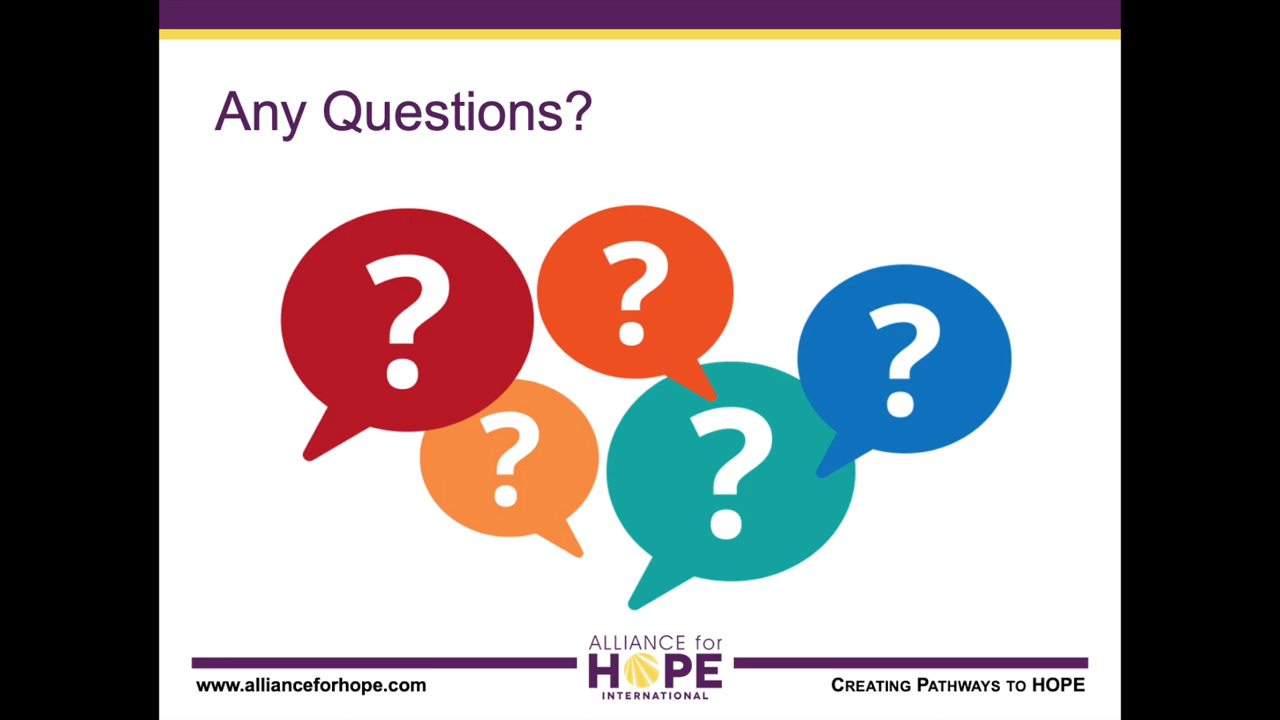 Any Questions?
?
?
?
?
?
ALLIANCE for
HOPE
INTERNATIONAL
www.allianceforhope.com
CREATING PATHWAYS TO HOPE